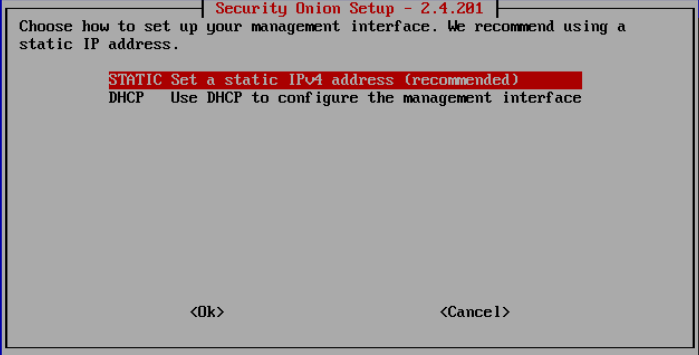 Security Onion Setup - 2.4.201
Choose how to set up your management interface. We recommend using a
static IP address.
STATIC Set a static IPv4 address (recommended)
DHCP Use DHCP to configure the management interface
<Ok> <Cancel>